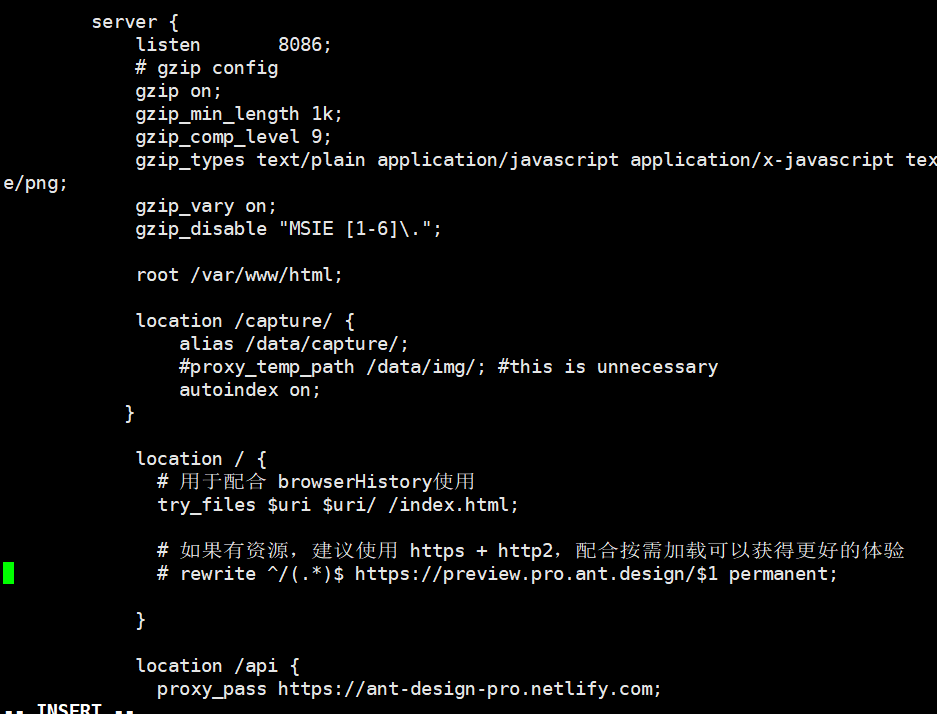 server {
listen 8086;
# gzip config
gzip on;
gzip_min_length 1k;
gzip_comp_level 9;
gzip_types text/plain application/javascript application/x-javascript tex
e/png;
gzip_vary on;
gzip_disable "MSIE [1-6]\.";
root /var/www/html;
location /capture/ {
alias /data/capture/;
#proxy_temp_path /data/img/; #this is unnecessary
autoindex on;
}
location / {
# 用于配合 browserHistory使用
try_files $uri $uri/ /index.html;
# 如果有资源，建议使用 https + http2，配合按需加载可以获得更好的体验
# rewrite ^/(.*)$ https://preview.pro.ant.design/$1 permanent;
}
location /api {
proxy_pass https://ant-design-pro.netlify.com;
-- INSERT --